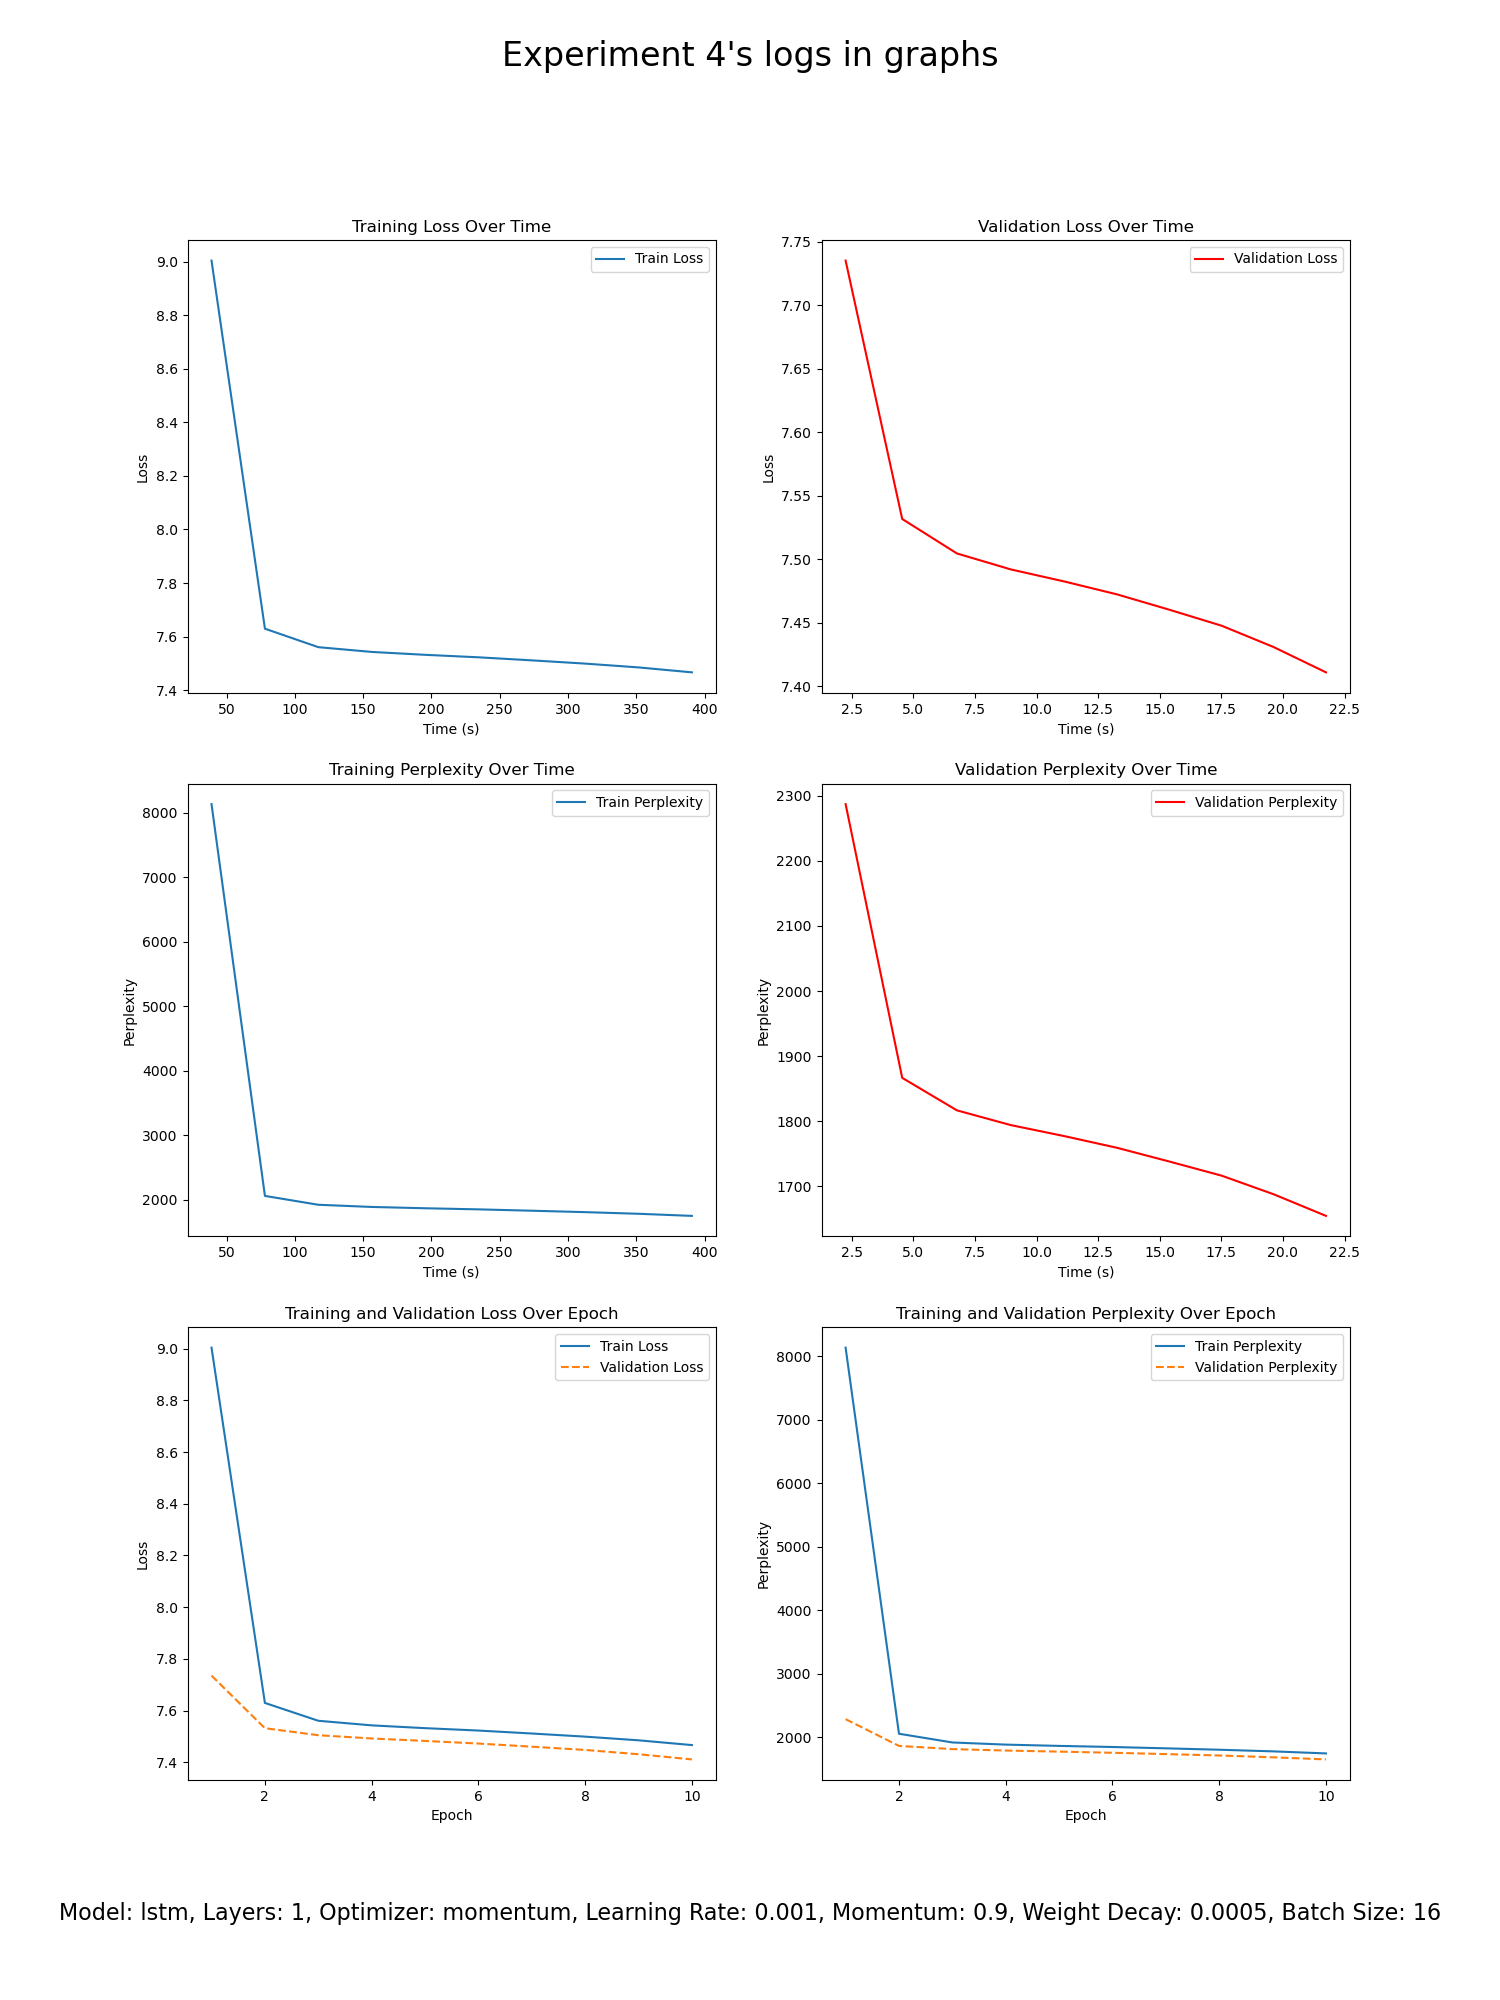 Experiment 4's logs in graphs
Training Loss Over Time
Train Loss
9.0
8.8
8.6
8.4
8.2
8.0
7.8
7.6
7.4
Loss
50 100 150 200 250 300 350 400
Time (s)
Validation Loss Over Time
Validation Loss
7.75
7.70
7.65
7.60
7.55
7.50
7.45
7.40
Loss
2.5 5.0 7.5 10.0 12.5 15.0 17.5 20.0 22.5
Time (s)
Training Perplexity Over Time
Train Perplexity
8000
7000
6000
5000
4000
3000
2000
Perplexity
50 100 150 200 250 300 350 400
Time (s)
Validation Perplexity Over Time
Validation Perplexity
2300
2200
2100
2000
1900
1800
1700
Perplexity
2.5 5.0 7.5 10.0 12.5 15.0 17.5 20.0 22.5
Time (s)
Training and Validation Loss Over Epoch
Train Loss
Validation Loss
9.0
8.8
8.6
8.4
8.2
8.0
7.8
7.6
7.4
Loss
2 4 6 8 10
Epoch
Training and Validation Perplexity Over Epoch
Train Perplexity
Validation Perplexity
8000
7000
6000
5000
4000
3000
2000
Perplexity
2 4 6 8 10
Epoch
Model: lstm, Layers: 1, Optimizer: momentum, Learning Rate: 0.001, Momentum: 0.9, Weight Decay: 0.0005, Batch Size: 16